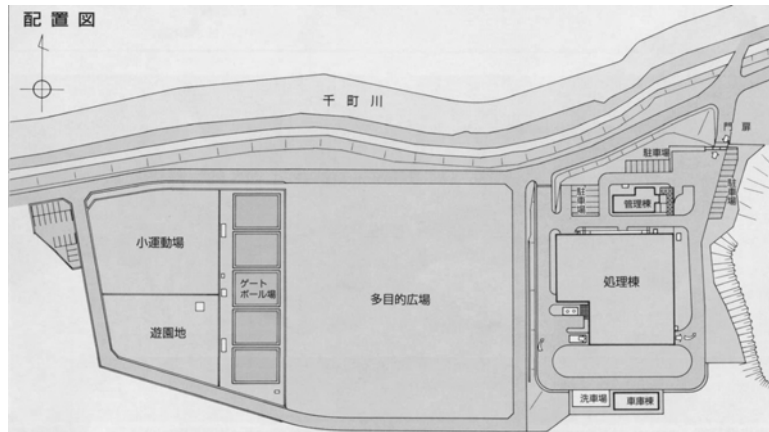 配置図
千町川
門扉
駐車場
駐車場
駐車場
管理棟
小運動場
ゲート
ボール場
多目的広場
処理棟
遊園地
洗車場
車庫棟